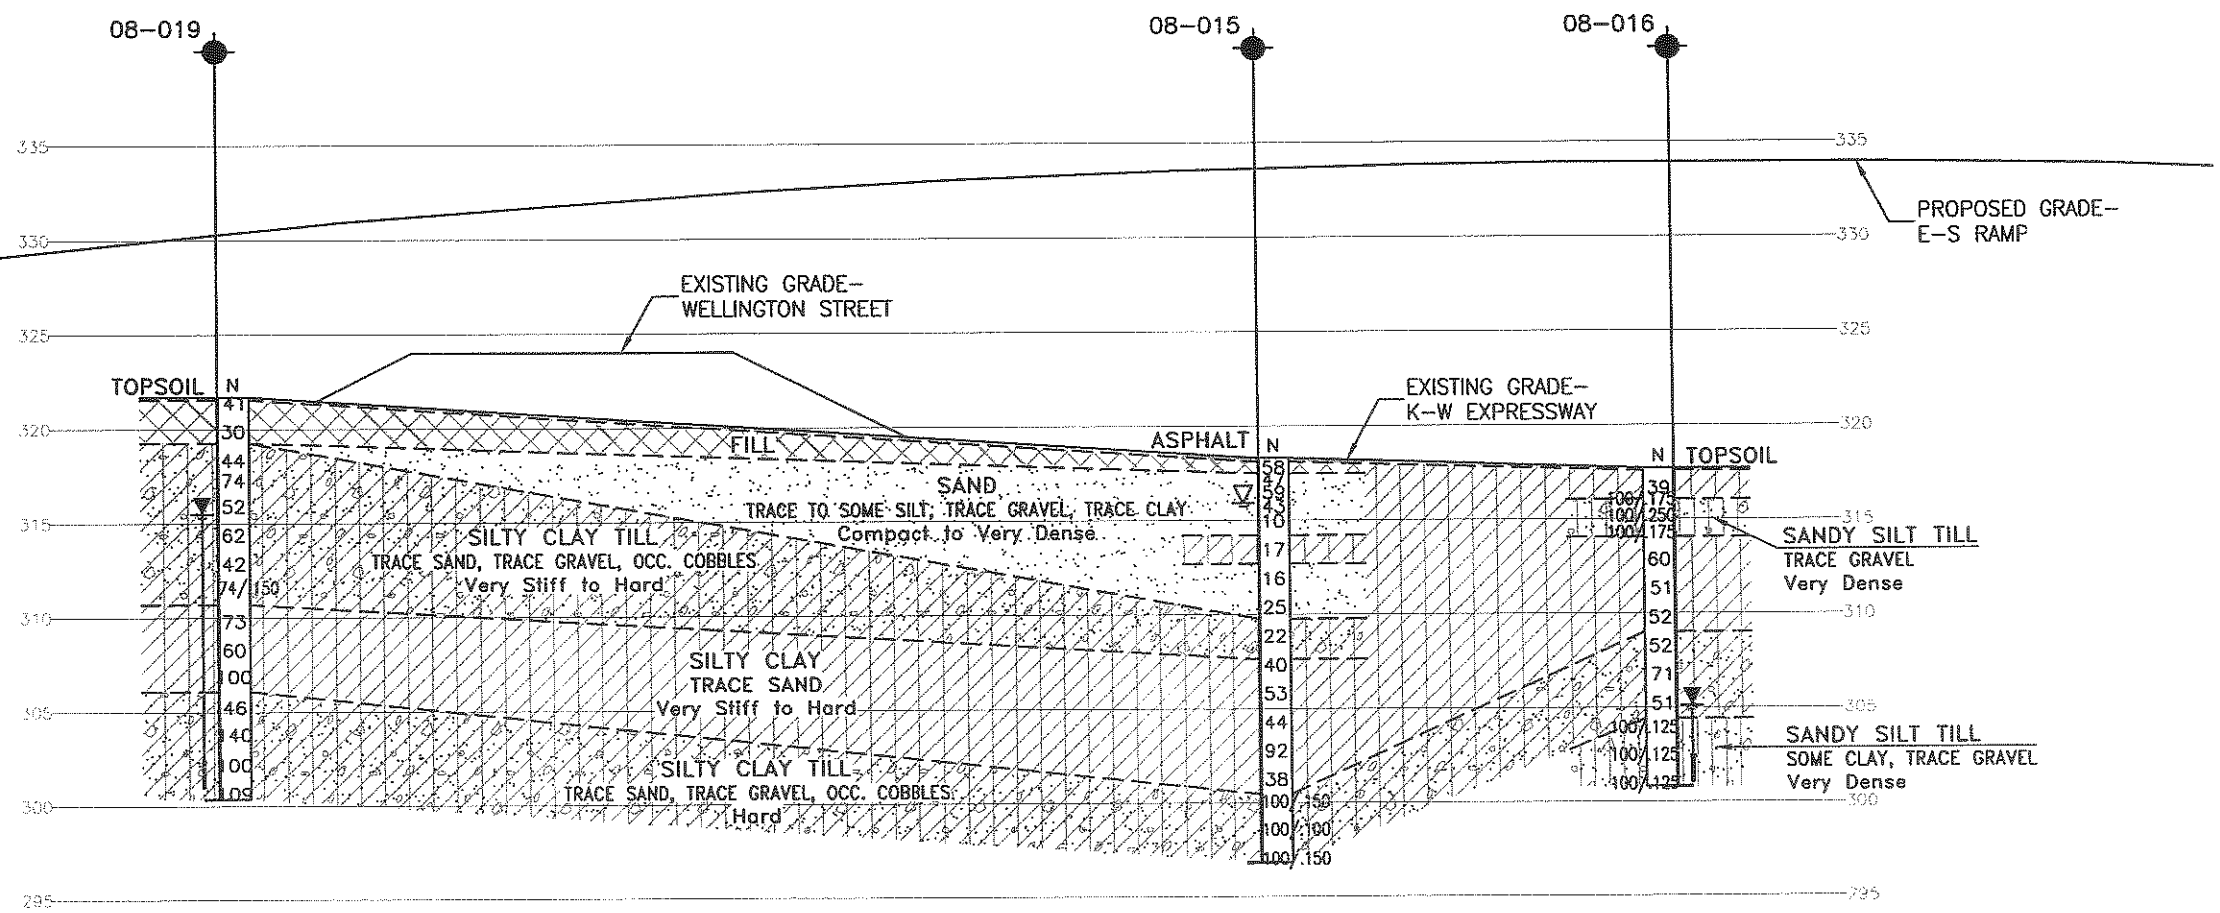 08-019
08-015
08-016
335
335
PROPOSED GRADE-
E-S RAMP
330
330
EXISTING GRADE-
WELLINGTON STREET
325
325
TOPSOIL N
EXISTING GRADE-
K-W EXPRESSWAY
41
30
44
74
52
62
42
74/.150
73
60
100
46
140
100
109
320
320
FILL
ASPHALT N
58
47
59
43
10
17
16
25
22
40
53
44
92
38
100/.150
100/.100
100/.150
N TOPSOIL
39
100/.175
100/.250
100/.175
60
51
52
52
71
51
100/.125
100/.125
100/.125
SAND
TRACE TO SOME SILT, TRACE GRAVEL, TRACE CLAY
Compact to Very Dense
315
315
SILTY CLAY TILL
TRACE SAND, TRACE GRAVEL, OCC. COBBLES
Very Stiff to Hard
SANDY SILT TILL
TRACE GRAVEL
Very Dense
310
310
SILTY CLAY
TRACE SAND
Very Stiff to Hard
305
305
SILTY CLAY TILL
TRACE SAND, TRACE GRAVEL, OCC. COBBLES
Hard
SANDY SILT TILL
SOME CLAY, TRACE GRAVEL
Very Dense
300
300
295
295